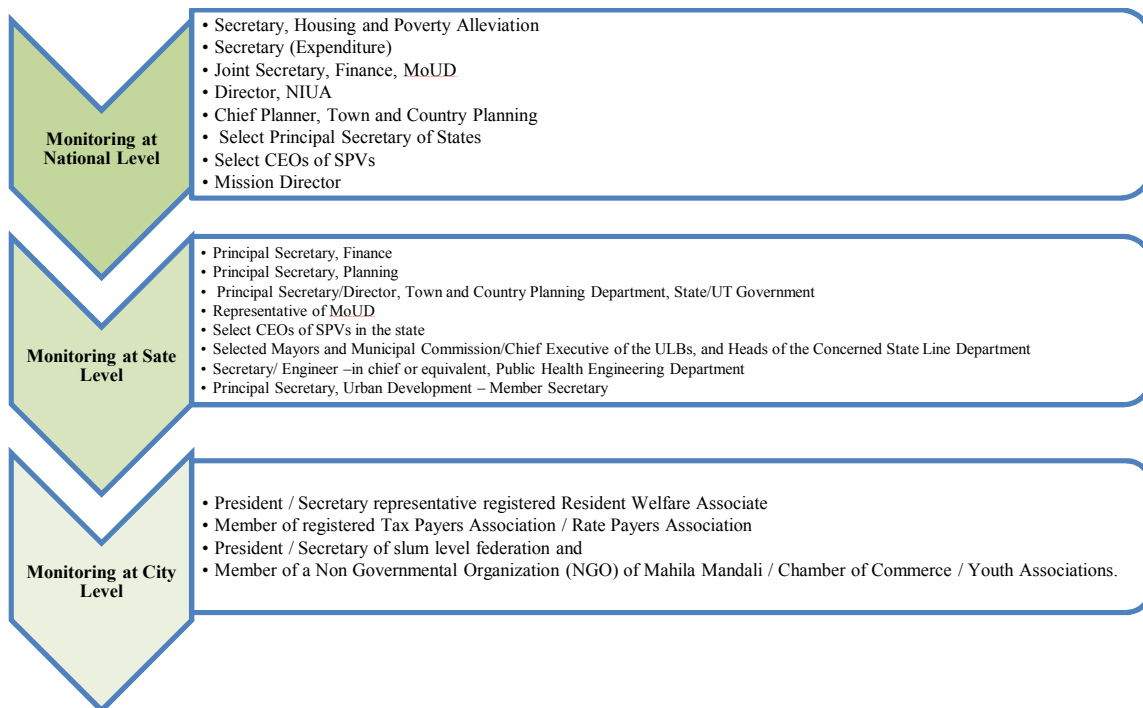 Monitoring at
National Level
• Secretary, Housing and Poverty Alleviation
• Secretary (Expenditure)
• Joint Secretary, Finance, MoUD
• Director, NIUA
• Chief Planner, Town and Country Planning
• Select Principal Secretary of States
• Select CEOs of SPVs
• Mission Director
Monitoring at Sate
Level
• Principal Secretary, Finance
• Principal Secretary, Planning
• Principal Secretary/Director, Town and Country Planning Department, State/UT Government
• Representative of MoUD
• Select CEOs of SPVs in the state
• Selected Mayors and Municipal Commission/Chief Executive of the ULBs, and Heads of the Concerned State Line Department
• Secretary/ Engineer –in chief or equivalent, Public Health Engineering Department
• Principal Secretary, Urban Development – Member Secretary
Monitoring at City
Level
• President / Secretary representative registered Resident Welfare Associate
• Member of registered Tax Payers Association / Rate Payers Association
• President / Secretary of slum level federation and
• Member of a Non Governmental Organization (NGO) of Mahila Mandali / Chamber of Commerce / Youth Associations.